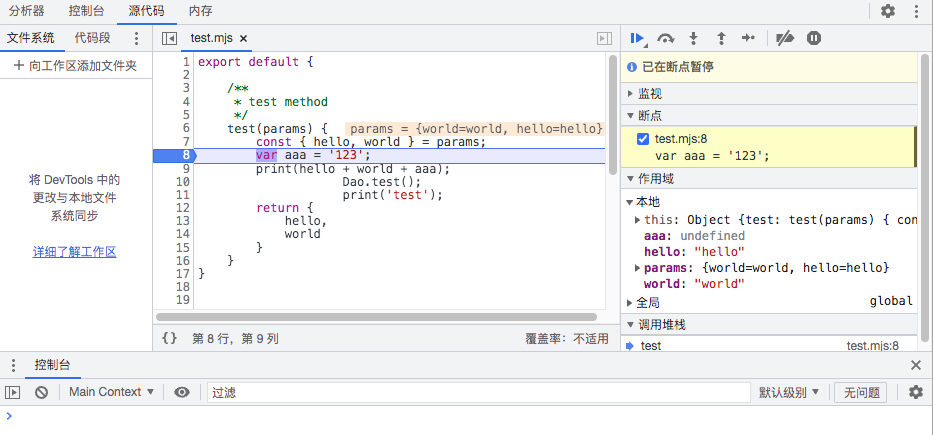 分析器 控制台 源代码 内存
文件系统 代码段
test.mjs
向工作区添加文件夹
将 DevTools 中的
更改与本地文件
系统同步
详细了解工作区
1 export default {
2
3 /**
4 * test method
5 */
6 test(params) { params = {world=world, hello=hello}
7 const { hello, world } = params;
8 var aaa = '123';
9 print(hello + world + aaa);
10 Dao.test();
11 print('test');
12 return {
13 hello,
14 world
15 }
16 }
17 }
18
19
{} 第 8 行，第 9 列 覆盖率：不适用
已在断点暂停
监视
断点
test.mjs:8
var aaa = '123';
作用域
本地
this: Object {test: test(params) { con
aaa: undefined
hello: "hello"
params: {world=world, hello=hello}
world: "world"
全局 global
调用堆栈
test test.mjs:8
控制台
Main Context 过滤 默认级别 无问题